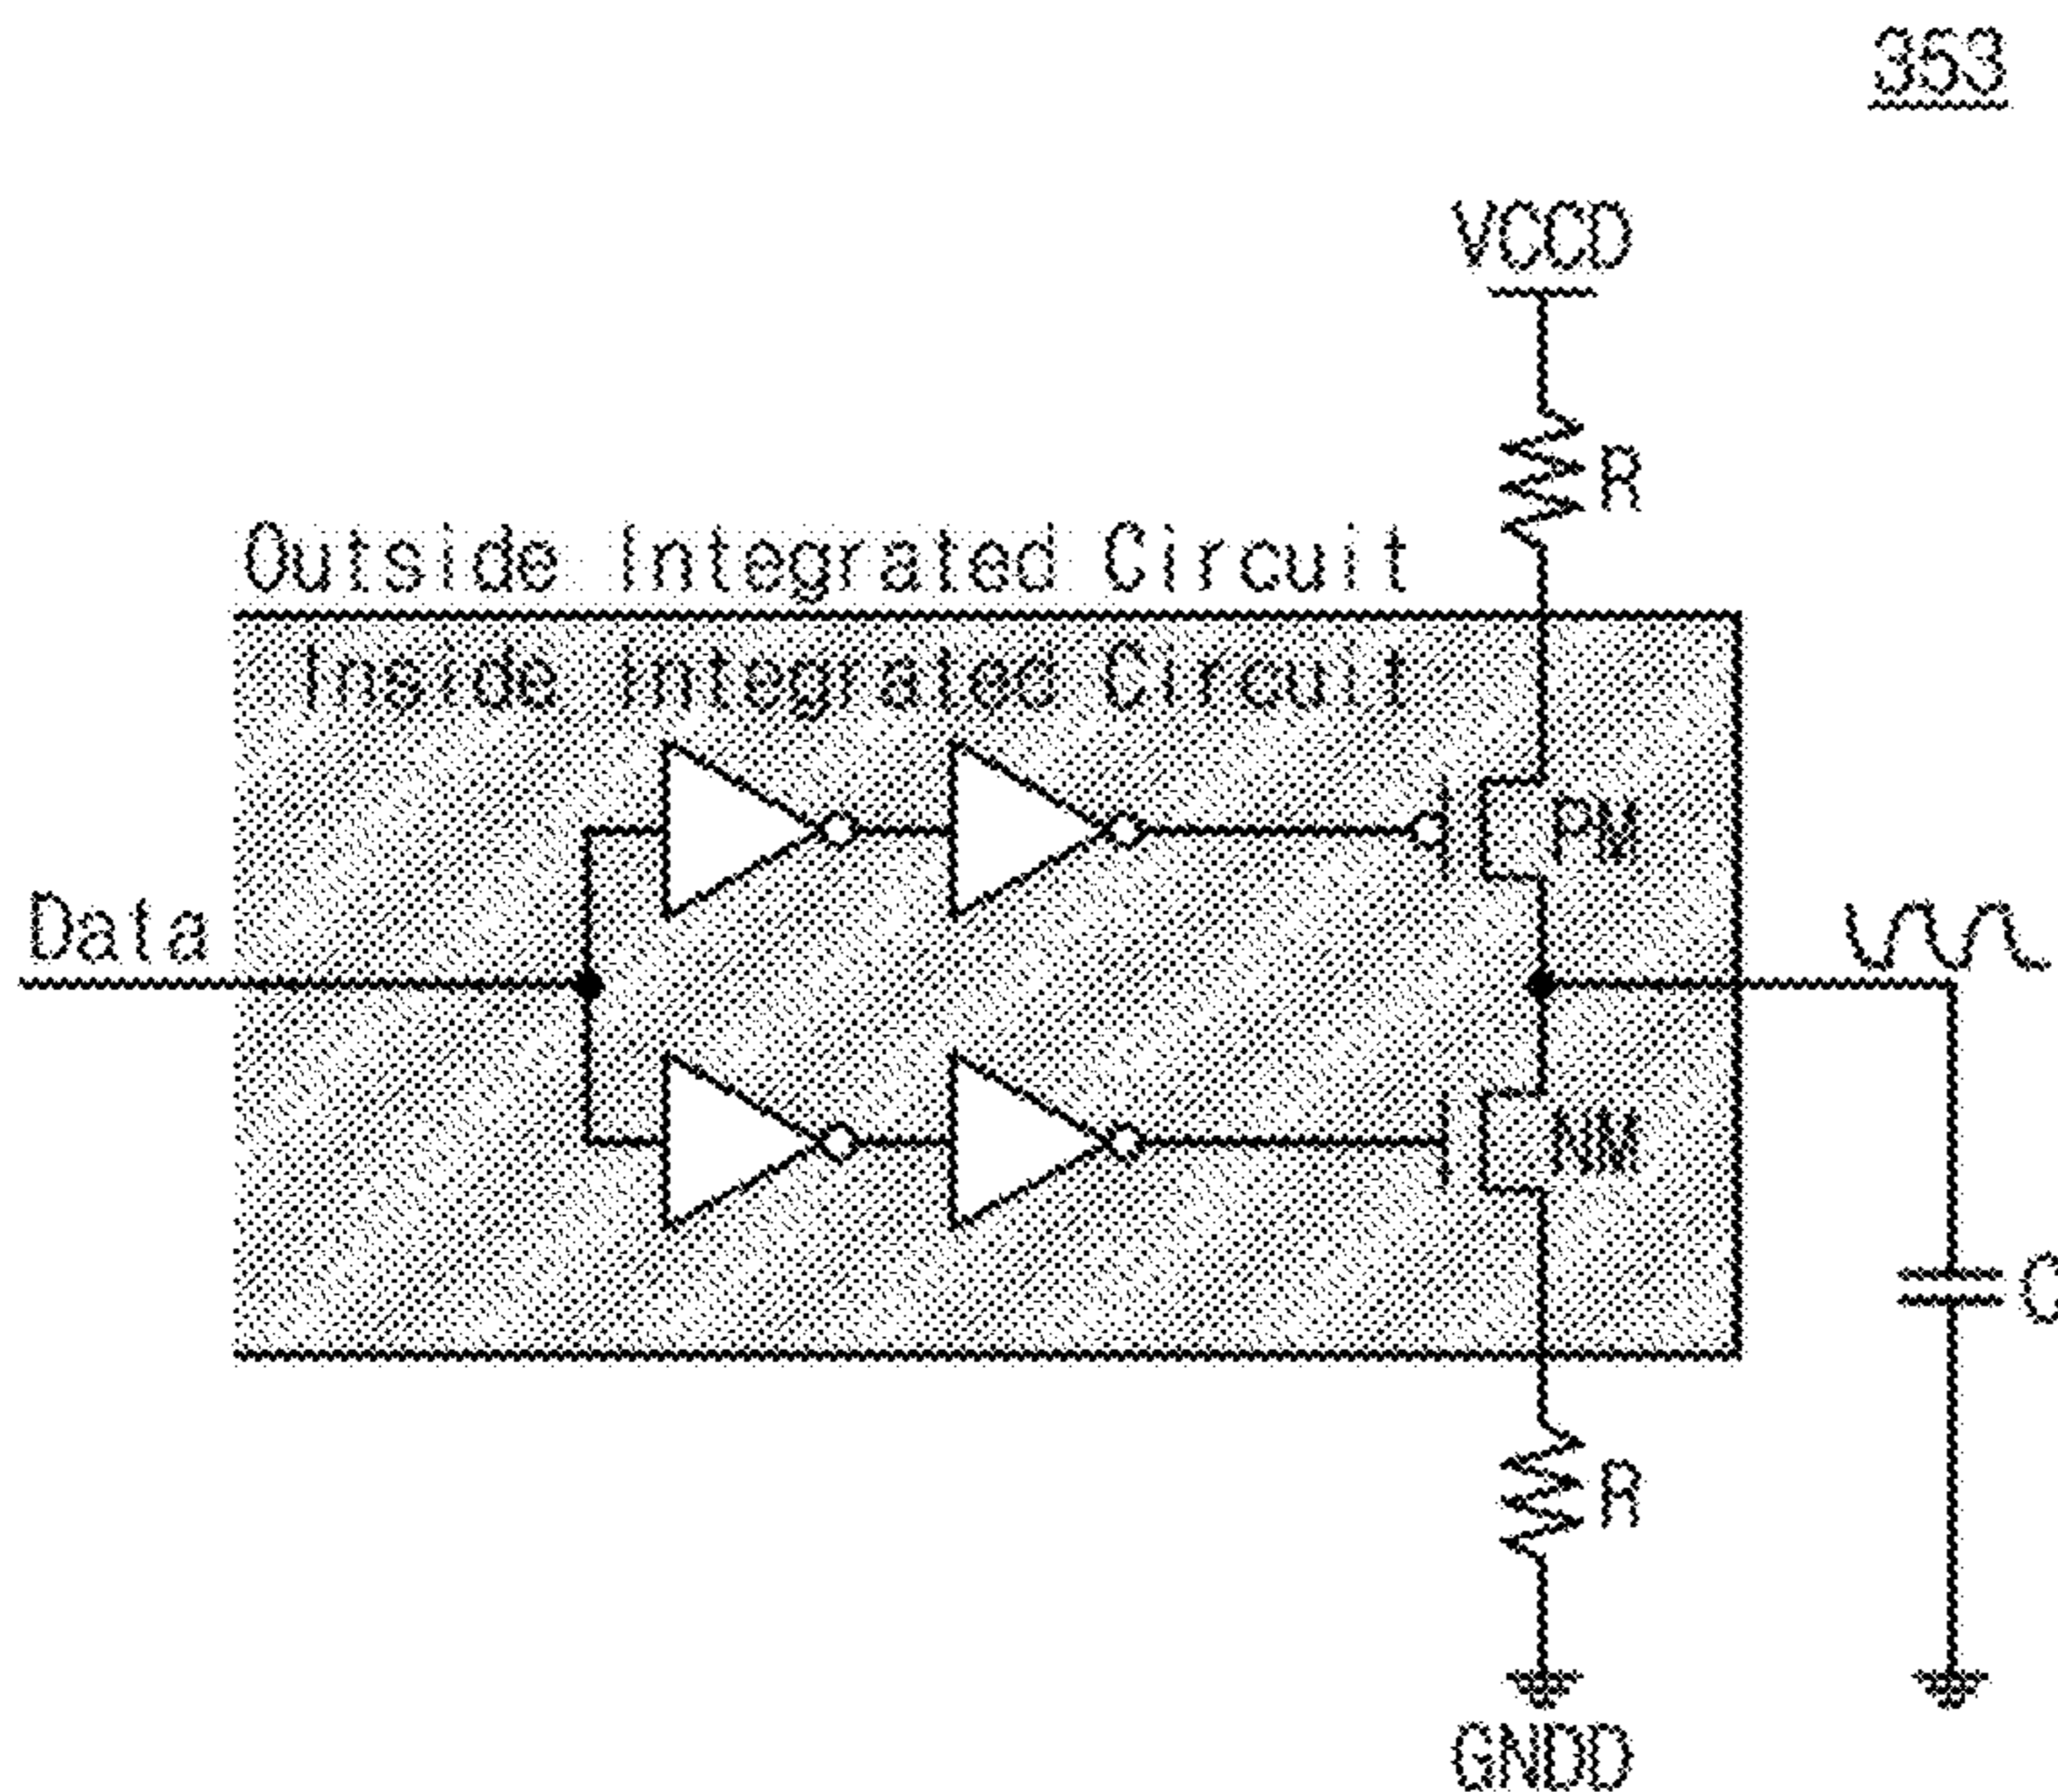 353
VCCD
R
Outside Integrated Circuit
Inside Integrated Circuit
PM
Data
NM
C
R
GNDD